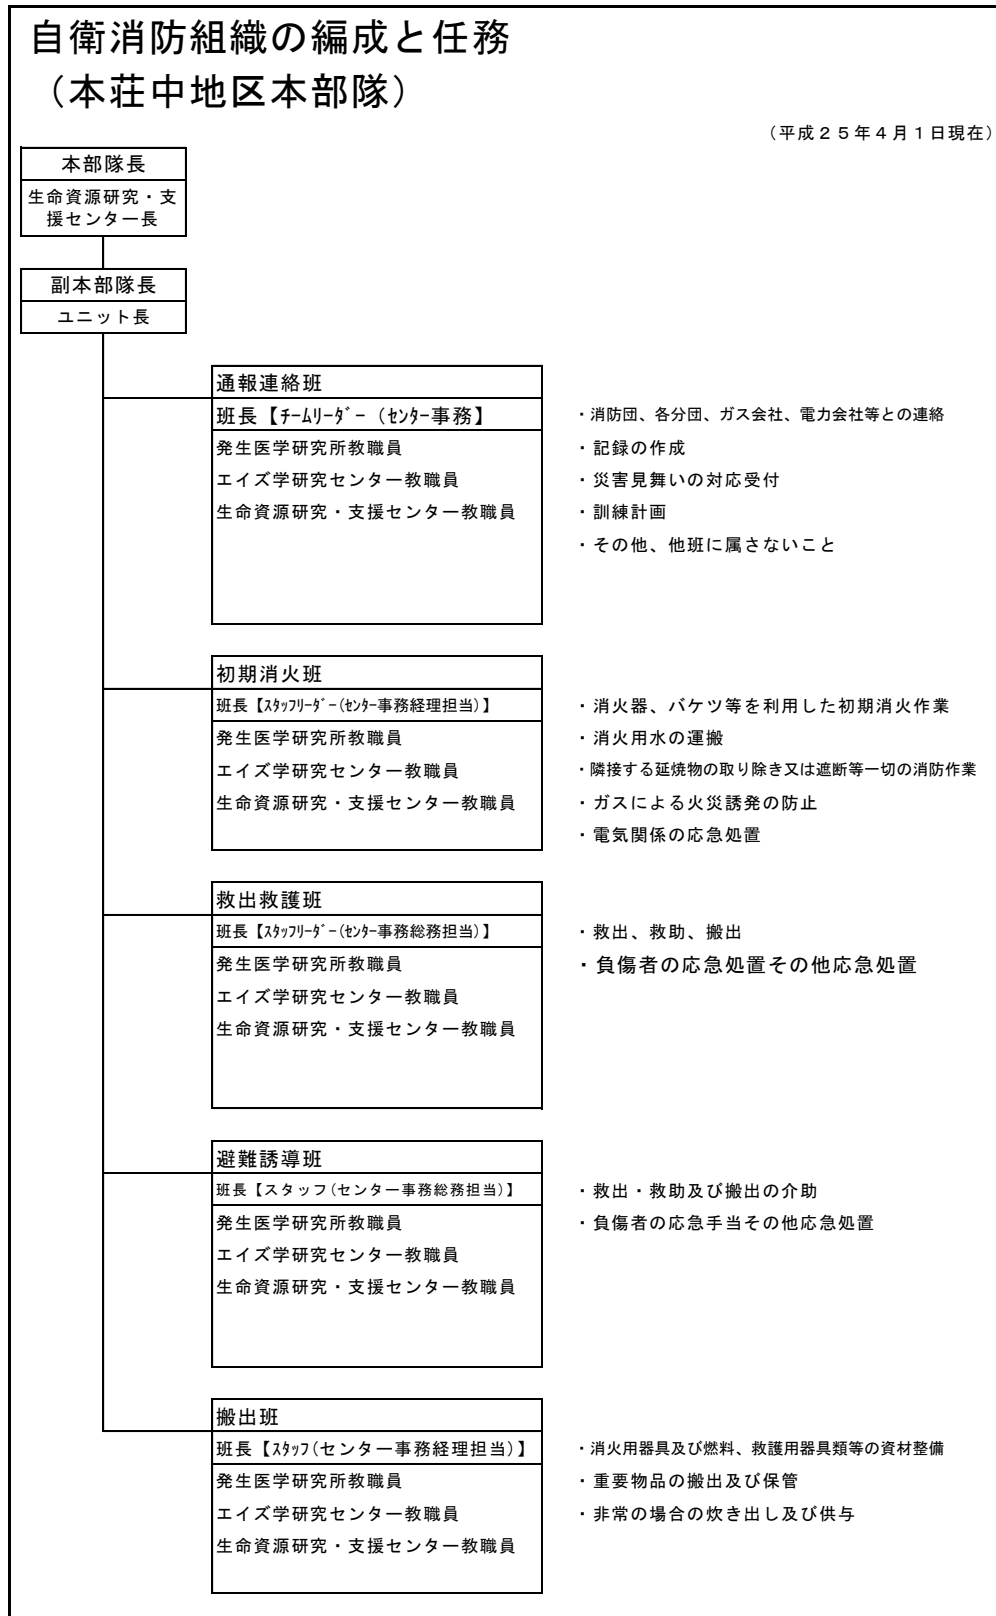 自衛消防組織の編成と任務
（本荘中地区本部隊）
（平成２５年４月１日現在）
本部隊長
生命資源研究・支
援センター長
副本部隊長
ユニット長
通報連絡班
班長【ﾁｰﾑﾘｰﾀﾞｰ（ｾﾝﾀｰ事務】
・消防団、各分団、ガス会社、電力会社等との連絡
発生医学研究所教職員
・記録の作成
エイズ学研究センター教職員
・災害見舞いの対応受付
生命資源研究・支援センター教職員
・訓練計画
・その他、他班に属さないこと
初期消火班
班長【ｽﾀｯﾌﾘｰﾀﾞｰ(ｾﾝﾀｰ事務経理担当)】
・消火器、バケツ等を利用した初期消火作業
発生医学研究所教職員
・消火用水の運搬
エイズ学研究センター教職員
・隣接する延焼物の取り除き又は遮断等一切の消防作業
生命資源研究・支援センター教職員
・ガスによる火災誘発の防止
・電気関係の応急処置
救出救護班
班長【ｽﾀｯﾌﾘｰﾀﾞｰ(ｾﾝﾀｰ事務総務担当)】
・救出、救助、搬出
発生医学研究所教職員
・負傷者の応急処置その他応急処置
エイズ学研究センター教職員
生命資源研究・支援センター教職員
避難誘導班
班長【スタッフ(センター事務総務担当)】
・救出・救助及び搬出の介助
発生医学研究所教職員
・負傷者の応急手当その他応急処置
エイズ学研究センター教職員
生命資源研究・支援センター教職員
搬出班
班長【ｽﾀｯﾌ(センター事務経理担当)】
・消火用器具及び燃料、救護用器具類等の資材整備
発生医学研究所教職員
・重要物品の搬出及び保管
エイズ学研究センター教職員
・非常の場合の炊き出し及び供与
生命資源研究・支援センター教職員